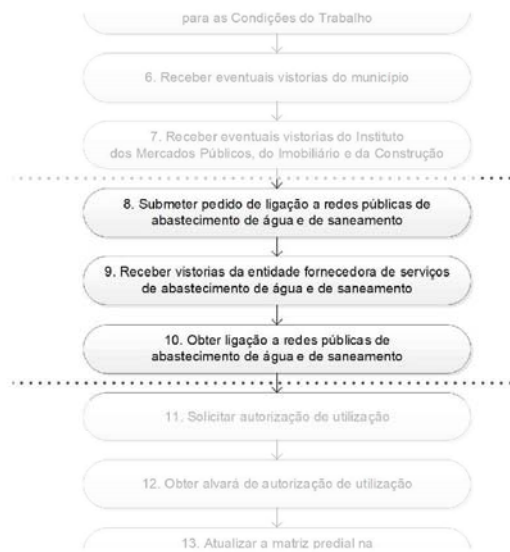 para as Condições do Trabalho
6. Receber eventuais vistorias do município
7. Receber eventuais vistorias do Instituto
dos Mercados Públicos, do Imobiliário e da Construção
8. Submeter pedido de ligação a redes públicas de
abastecimento de água e de saneamento
9. Receber vistorias da entidade fornecedora de serviços
de abastecimento de água e de saneamento
10. Obter ligação a redes públicas de
abastecimento de água e de saneamento
11. Solicitar autorização de utilização
12. Obter alvará de autorização de utilização
13. Atualizar a matriz predial na